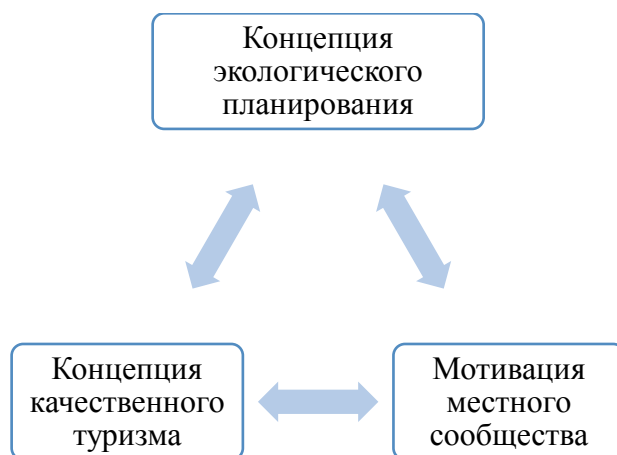 Концепция
экологического
планирования
Концепция
качественного
туризма
Мотивация
местного
сообщества